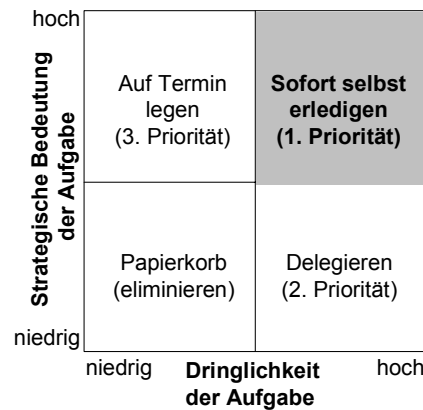 hoch
Strategische Bedeutung
der Aufgabe
Auf Termin
legen
(3. Priorität)
Sofort selbst
erledigen
(1. Priorität)
Papierkorb
(eliminieren)
Delegieren
(2. Priorität)
niedrig
niedrig
Dringlichkeit
der Aufgabe
hoch